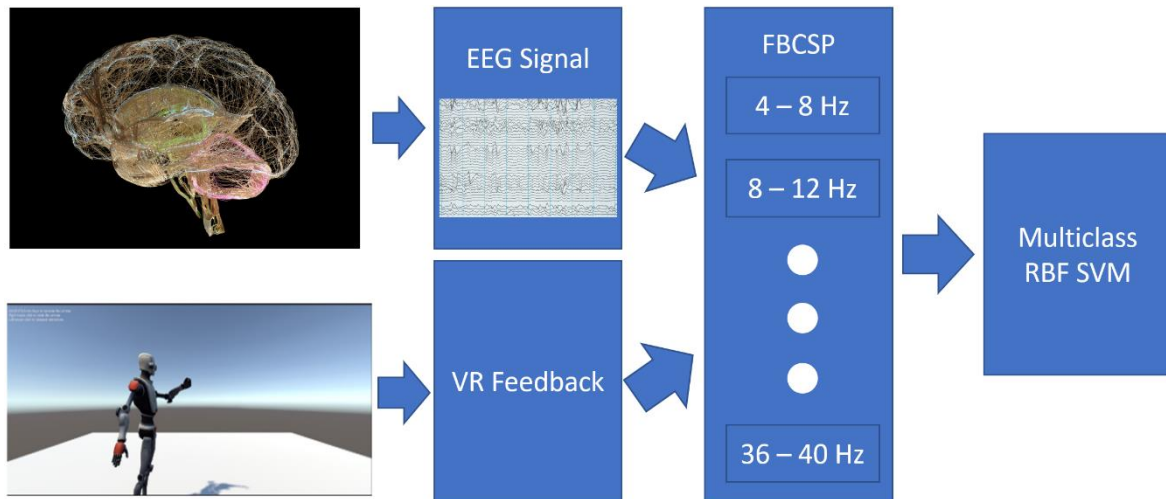 EEG Signal
VR Feedback
FBCSP
4 – 8 Hz
8 – 12 Hz
36 – 40 Hz
Multiclass
RBF SVM